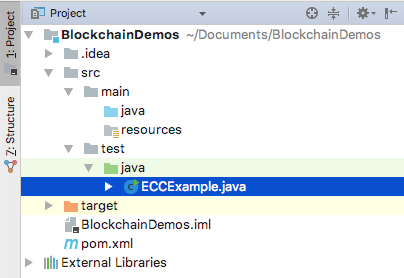 Project
1: Project
Z: Structure
BlockchainDemos ~/Documents/BlockchainDemos
.idea
src
main
java
resources
test
java
ECCExample.java
target
BlockchainDemos.iml
pom.xml
External Libraries